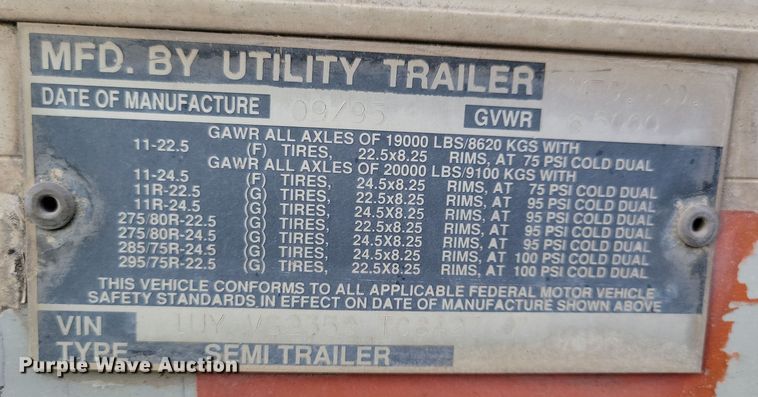 MFD. BY UTILITY TRAILER
DATE OF MANUFACTURE 09/95 GVWR
GAWR ALL AXLES OF 19000 LBS/8620 KGS WITH
11-22.5 (F) TIRES, 22.5x8.25 RIMS, AT 75 PSI COLD DUAL
GAWR ALL AXLES OF 20000 LBS/9100 KGS WITH
11-24.5 (F) TIRES, 24.5x8.25 RIMS, AT 75 PSI COLD DUAL
11R-22.5 (G) TIRES, 22.5x8.25 RIMS, AT 95 PSI COLD DUAL
11R-24.5 (G) TIRES, 24.5X8.25 RIMS, AT 95 PSI COLD DUAL
275/80R-22.5 (G) TIRES, 22.5X8.25 RIMS, AT 95 PSI COLD DUAL
275/80R-24.5 (G) TIRES, 24.5X8.25 RIMS, AT 95 PSI COLD DUAL
285/75R-24.5 (G) TIRES, 24.5x8.25 RIMS, AT 100 PSI COLD DUAL
295/75R-22.5 (G) TIRES, 22.5X8.25 RIMS, AT 100 PSI COLD DUAL
THIS VEHICLE CONFORMS TO ALL APPLICABLE FEDERAL MOTOR VEHICLE
SAFETY STANDARDS IN EFFECT ON DATE OF MANUFACTURE SHOWN ABOVE
VIN
TYPE SEMI TRAILER
Purple Wave Auction